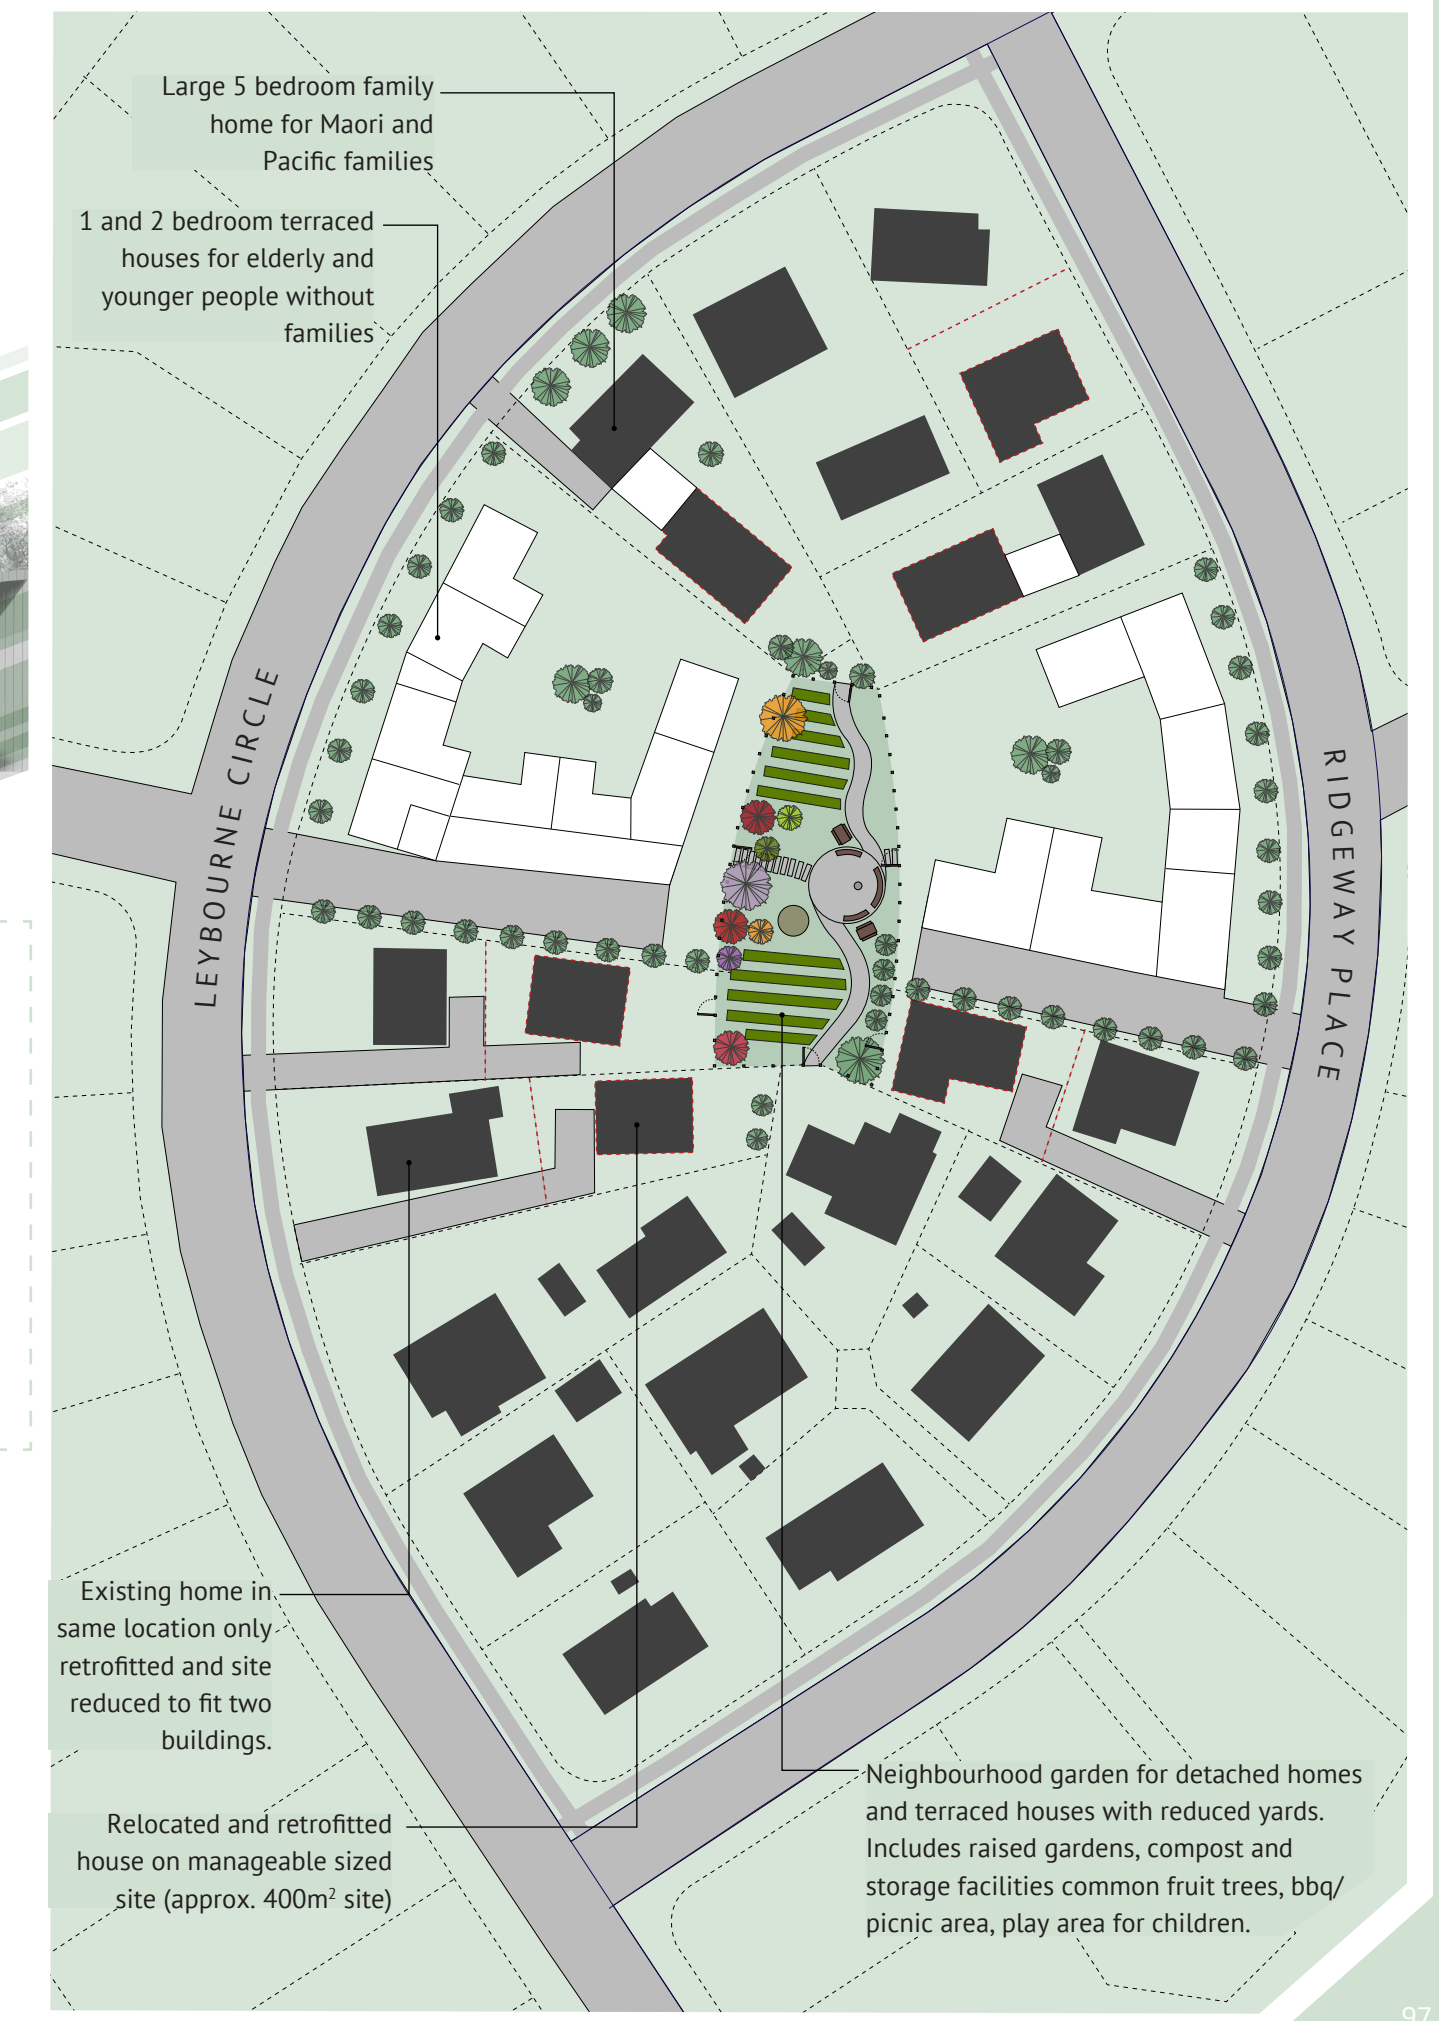 Large 5 bedroom family
home for Maori and
Pacific families
1 and 2 bedroom terraced
houses for elderly and
younger people without
families
LEYBOURNE CIRCLE
RIDGEWAY PLACE
Existing home in
same location only
retrofitted and site
reduced to fit two
buildings.
Relocated and retrofitted
house on manageable sized
site (approx. 400m² site)
Neighbourhood garden for detached homes
and terraced houses with reduced yards.
Includes raised gardens, compost and
storage facilities common fruit trees, bbq/
picnic area, play area for children.
97